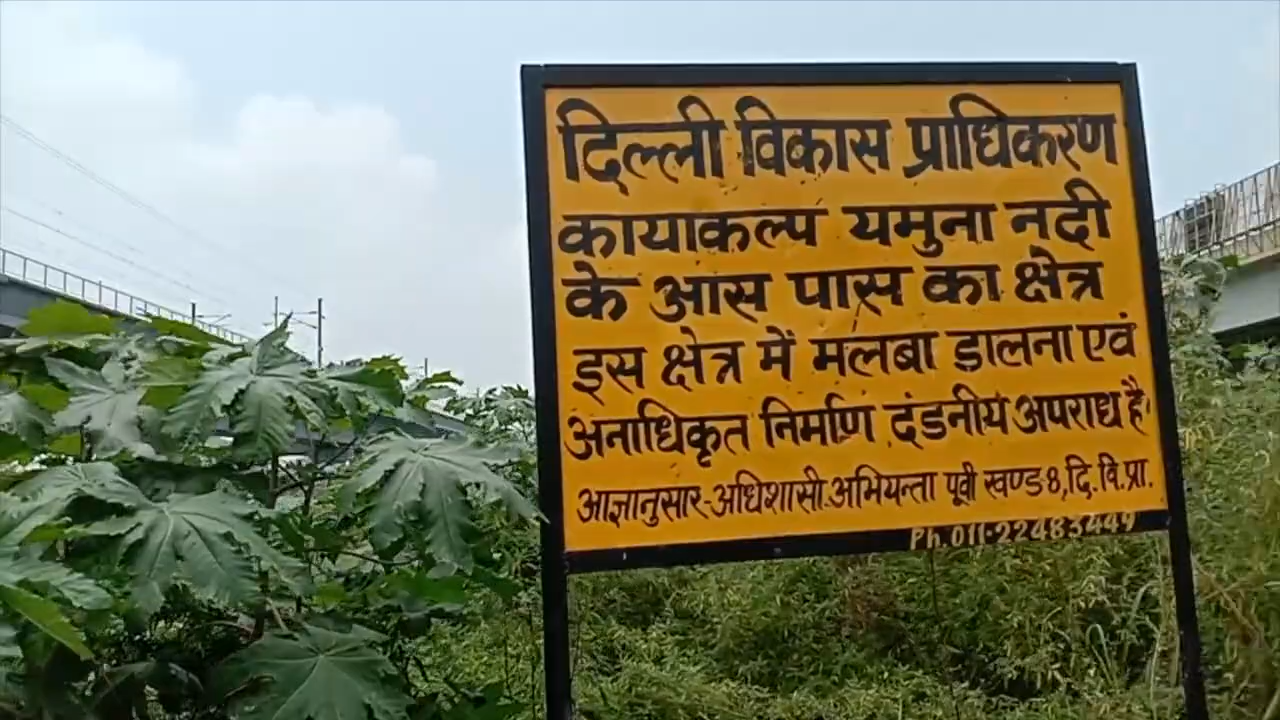 दिल्ली विकास प्राधिकरण
कायाकल्प यमुना नदी
के आस पास का क्षेत्र
इस क्षेत्र में मलबा डालना एवं
अनाधिकृत निर्माण दंडनीय अपराध है।
आज्ञानुसार-अधिशासी अभियन्ता पूर्वी खण्ड 8, दि. वि. प्रा.
Ph. 011-22483449